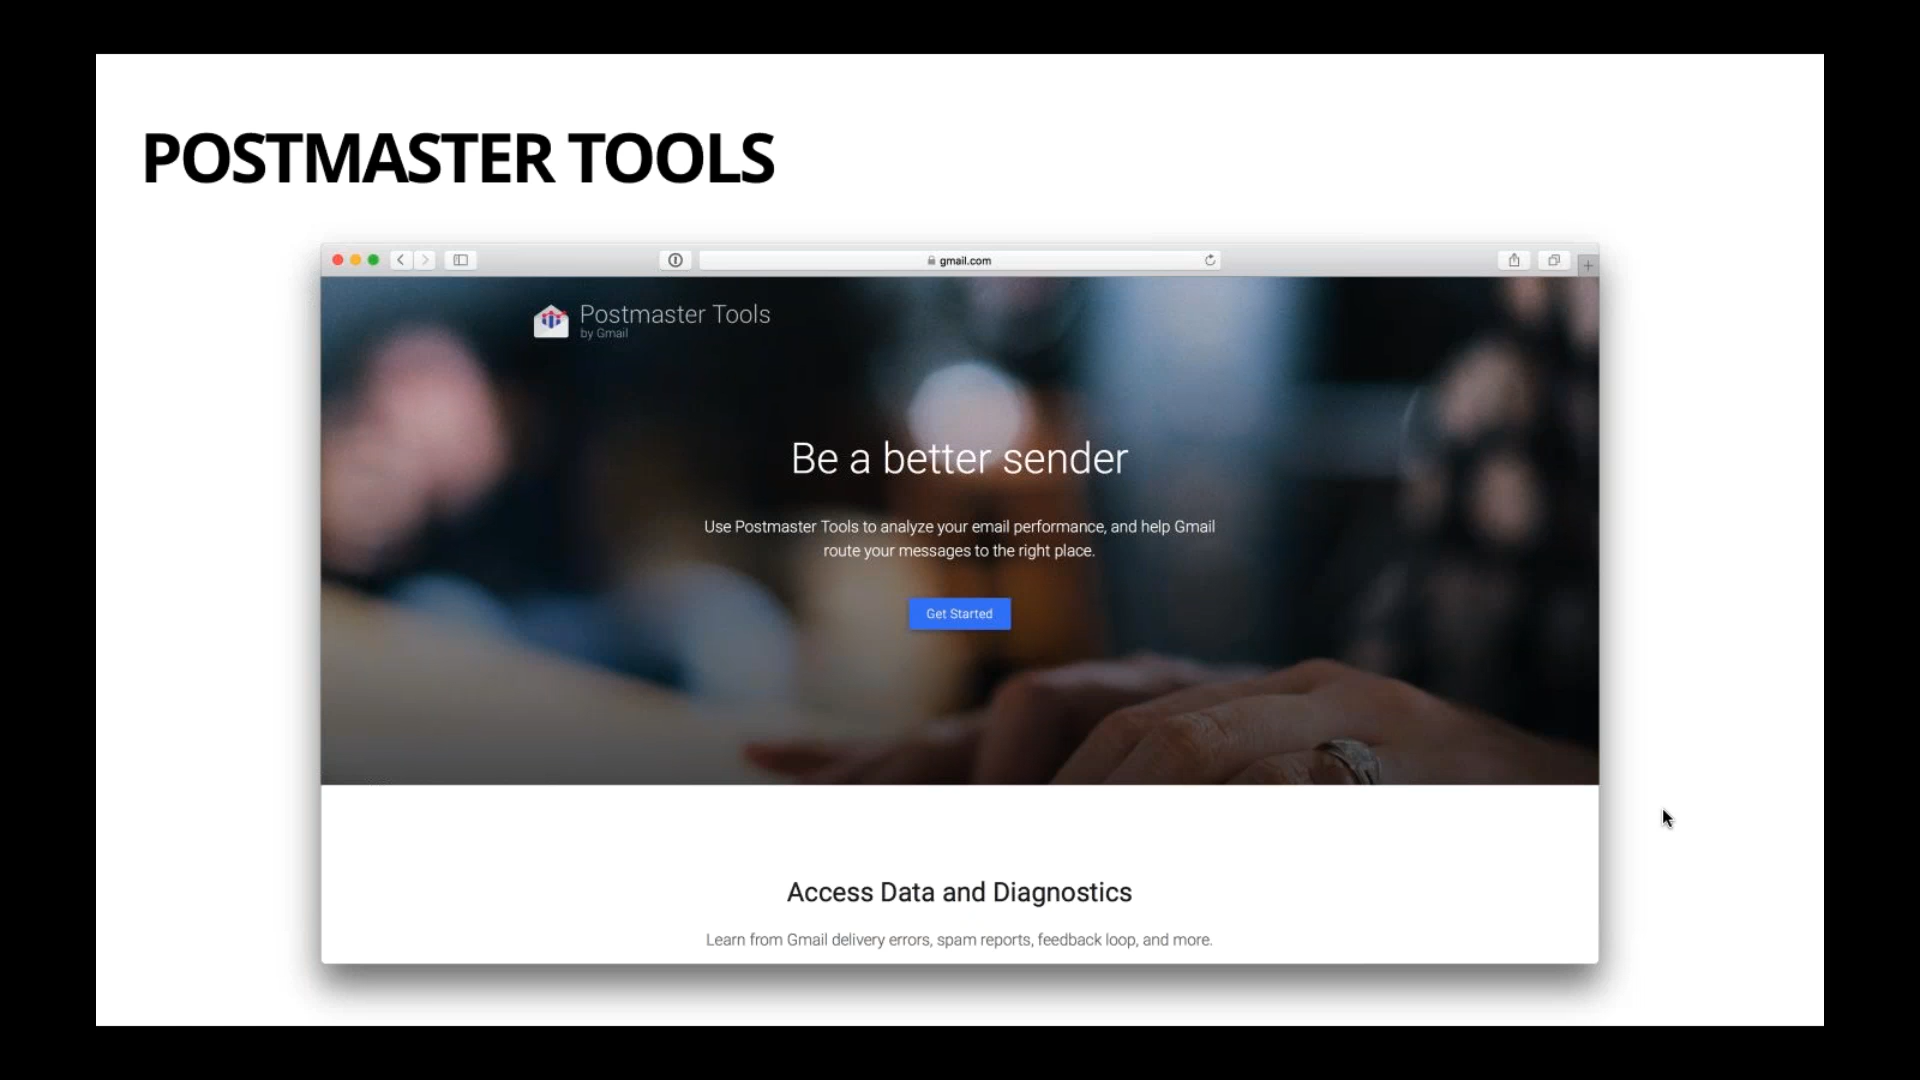 POSTMASTER TOOLS
gmail.com
Postmaster Tools
by Gmail
Be a better sender
Use Postmaster Tools to analyze your email performance, and help Gmail
route your messages to the right place.
Get Started
Access Data and Diagnostics
Learn from Gmail delivery errors, spam reports, feedback loop, and more.